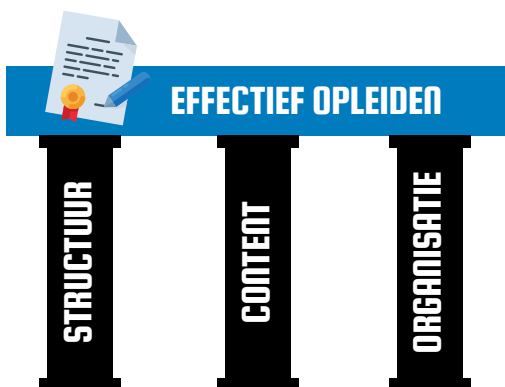 EFFECTIEF OPLEIDEN
STRUCTUUR
CONTENT
ORGANISATIE